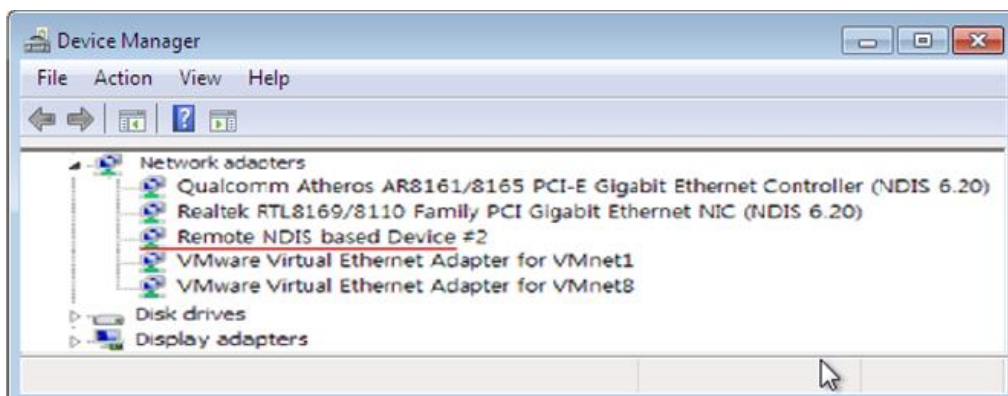 Device Manager
File Action View Help
Network adapters
Qualcomm Atheros AR8161/8165 PCI-E Gigabit Ethernet Controller (NDIS 6.20)
Realtek RTL8169/8110 Family PCI Gigabit Ethernet NIC (NDIS 6.20)
Remote NDIS based Device #2
VMware Virtual Ethernet Adapter for VMnet1
VMware Virtual Ethernet Adapter for VMnet8
Disk drives
Display adapters